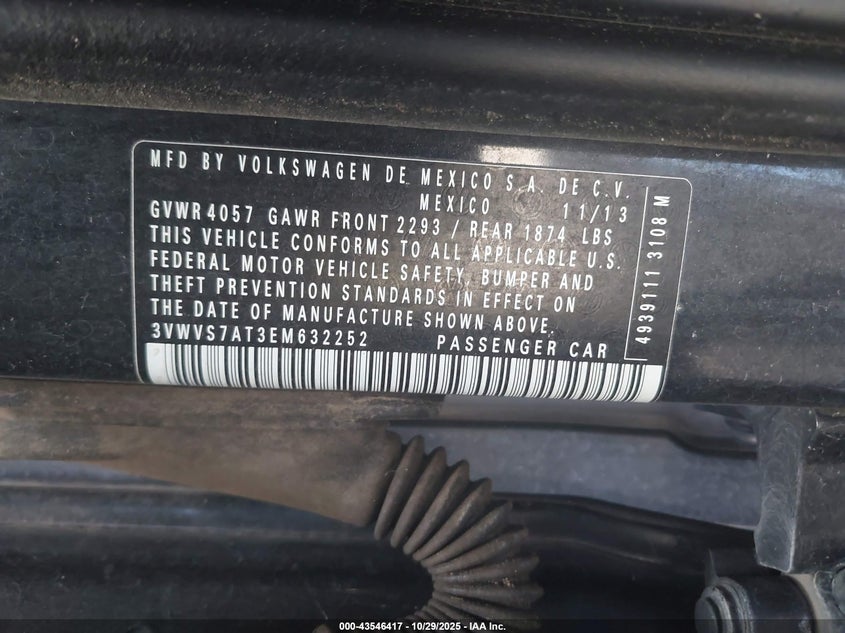 MFD BY VOLKSWAGEN DE MEXICO S.A. DE C.V.
MEXICO 11/13
GVWR 4057 GAWR FRONT 2293 / REAR 1874 LBS
THIS VEHICLE CONFORMS TO ALL APPLICABLE U.S.
FEDERAL MOTOR VEHICLE SAFETY, BUMPER AND
THEFT PREVENTION STANDARDS IN EFFECT ON
THE DATE OF MANUFACTURE SHOWN ABOVE.
3VWVS7AT3EM632252 PASSENGER CAR
4939111 3108 M
000-43546417 - 10/29/2025 - IAA Inc.